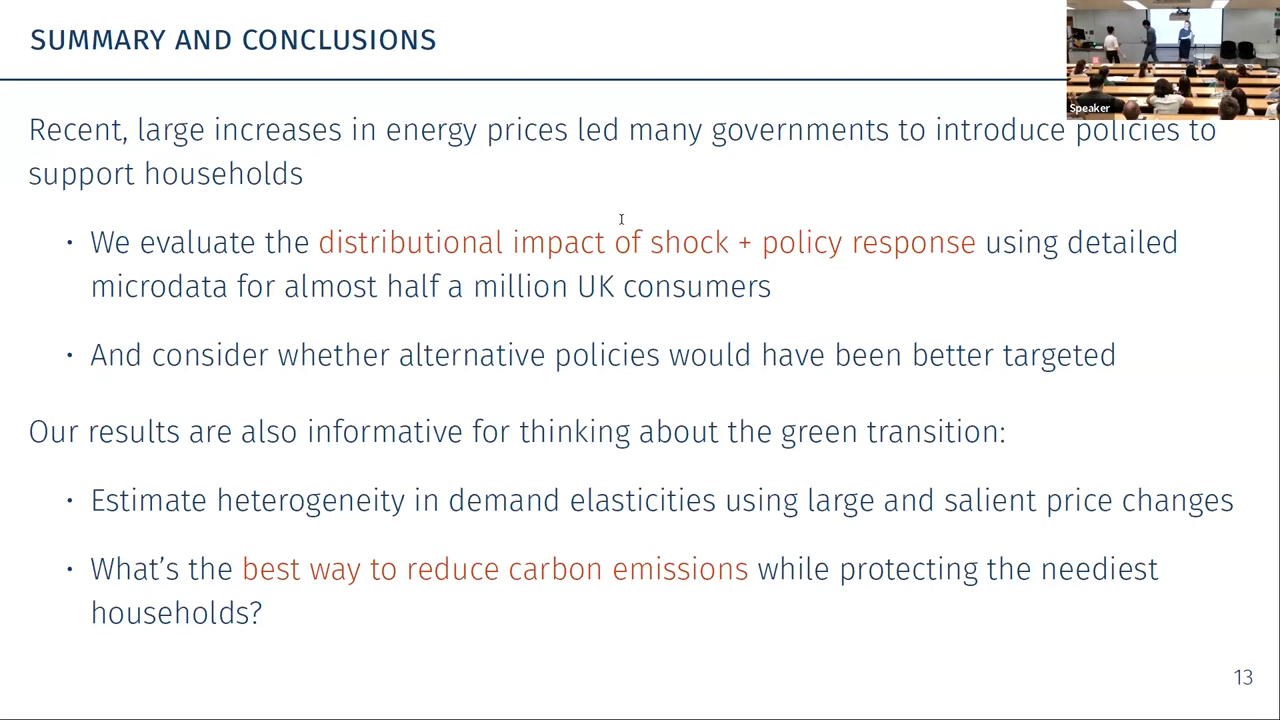 SUMMARY AND CONCLUSIONS
Speaker
Recent, large increases in energy prices led many governments to introduce policies to
support households
· We evaluate the distributional impact of shock + policy response using detailed
microdata for almost half a million UK consumers
· And consider whether alternative policies would have been better targeted
Our results are also informative for thinking about the green transition:
· Estimate heterogeneity in demand elasticities using large and salient price changes
· What's the best way to reduce carbon emissions while protecting the neediest
households?
13